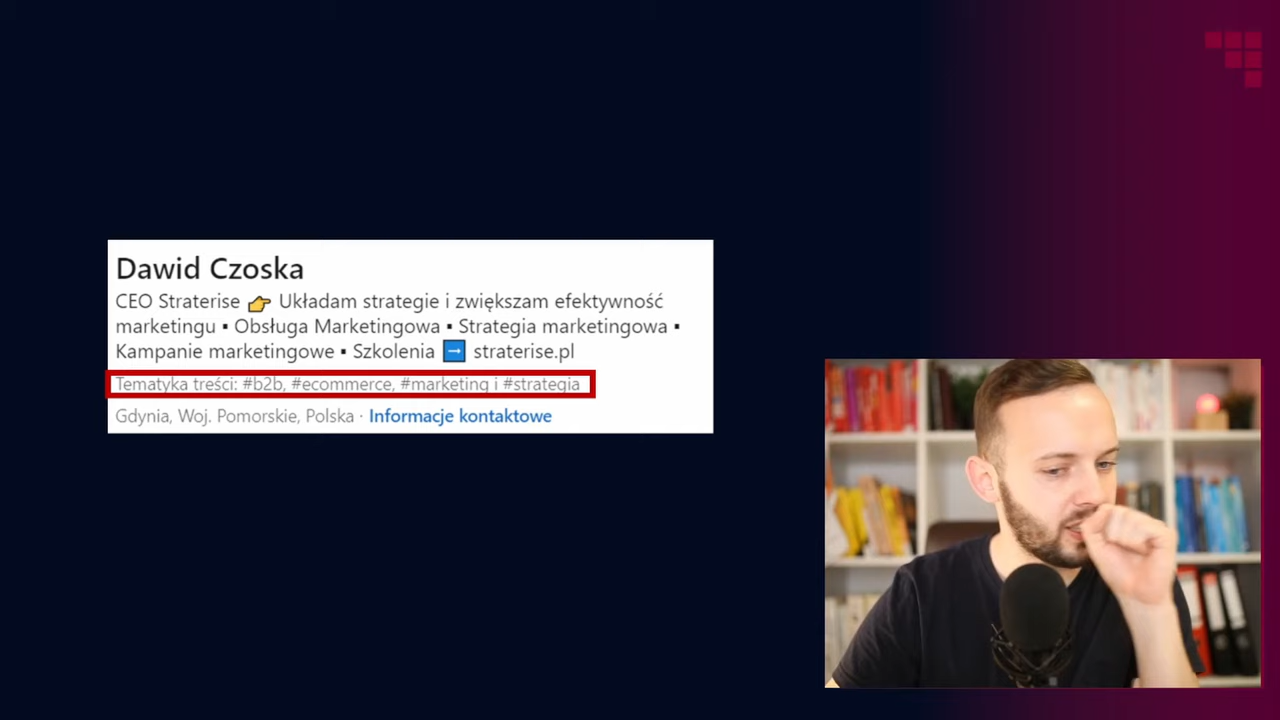 Dawid Czoska
CEO Straterise 👉 Układam strategie i zwiększam efektywność
marketingu ▪ Obsługa Marketingowa ▪ Strategia marketingowa ▪
Kampanie marketingowe ▪ Szkolenia ➡️ straterise.pl
Tematyka treści: #b2b, #ecommerce, #marketing i #strategia
Gdynia, Woj. Pomorskie, Polska · Informacje kontaktowe